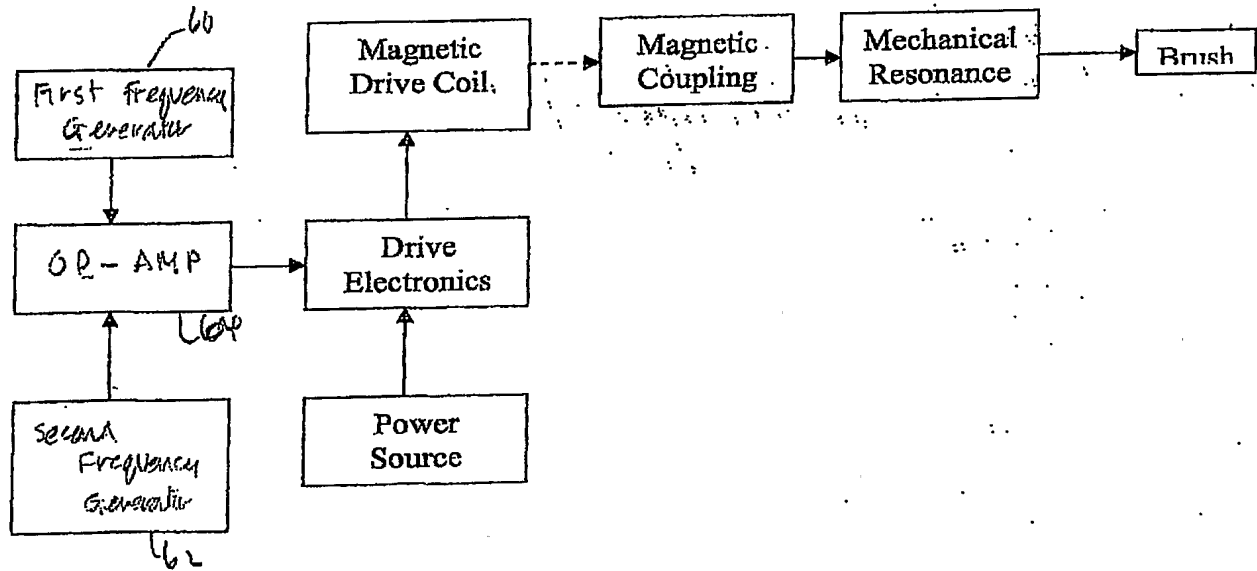 60
First Frequency
Generator
Magnetic
Drive Coil
Magnetic
Coupling
Mechanical
Resonance
Brush
OP-AMP
64
Drive
Electronics
Second
Frequency
Generator
62
Power
Source